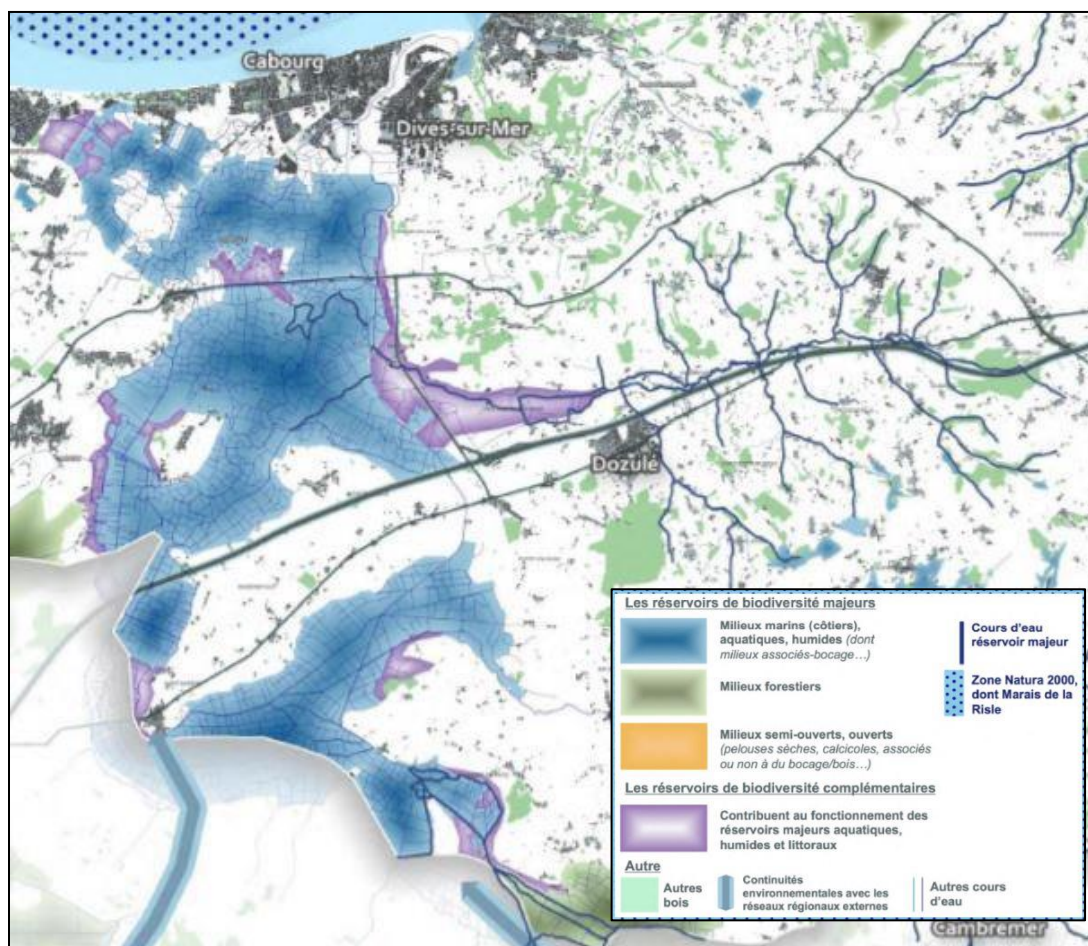 Cabourg
Dives-sur-Mer
Dozulé
Les réservoirs de biodiversité majeurs
Milieux marins (côtiers),
aquatiques, humides (dont
milieux associés-bocage…)
Cours d'eau
réservoir majeur
Milieux forestiers
Zone Natura 2000,
dont Marais de la
Risle
Milieux semi-ouverts, ouverts
(pelouses sèches, calcicoles, associés
ou non à du bocage/bois…)
Les réservoirs de biodiversité complémentaires
Contribuent au fonctionnement des
réservoirs majeurs aquatiques,
humides et littoraux
Autre
Autres
bois
Continuités
environnementales avec les
réseaux régionaux externes
Autres cours
d'eau
Cambremer